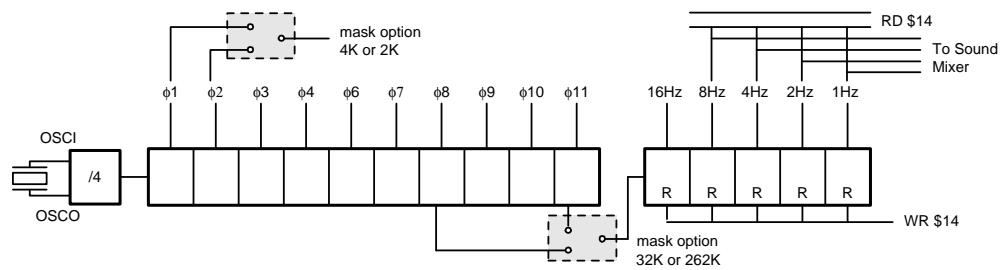 RD $14
mask option
4K or 2K
To Sound
Mixer
ϕ1 ϕ2 ϕ3 ϕ4 ϕ6 ϕ7 ϕ8 ϕ9 ϕ10 ϕ11 16Hz 8Hz 4Hz 2Hz 1Hz
OSCI
/4
OSCO
R R R R R
WR $14
mask option
32K or 262K